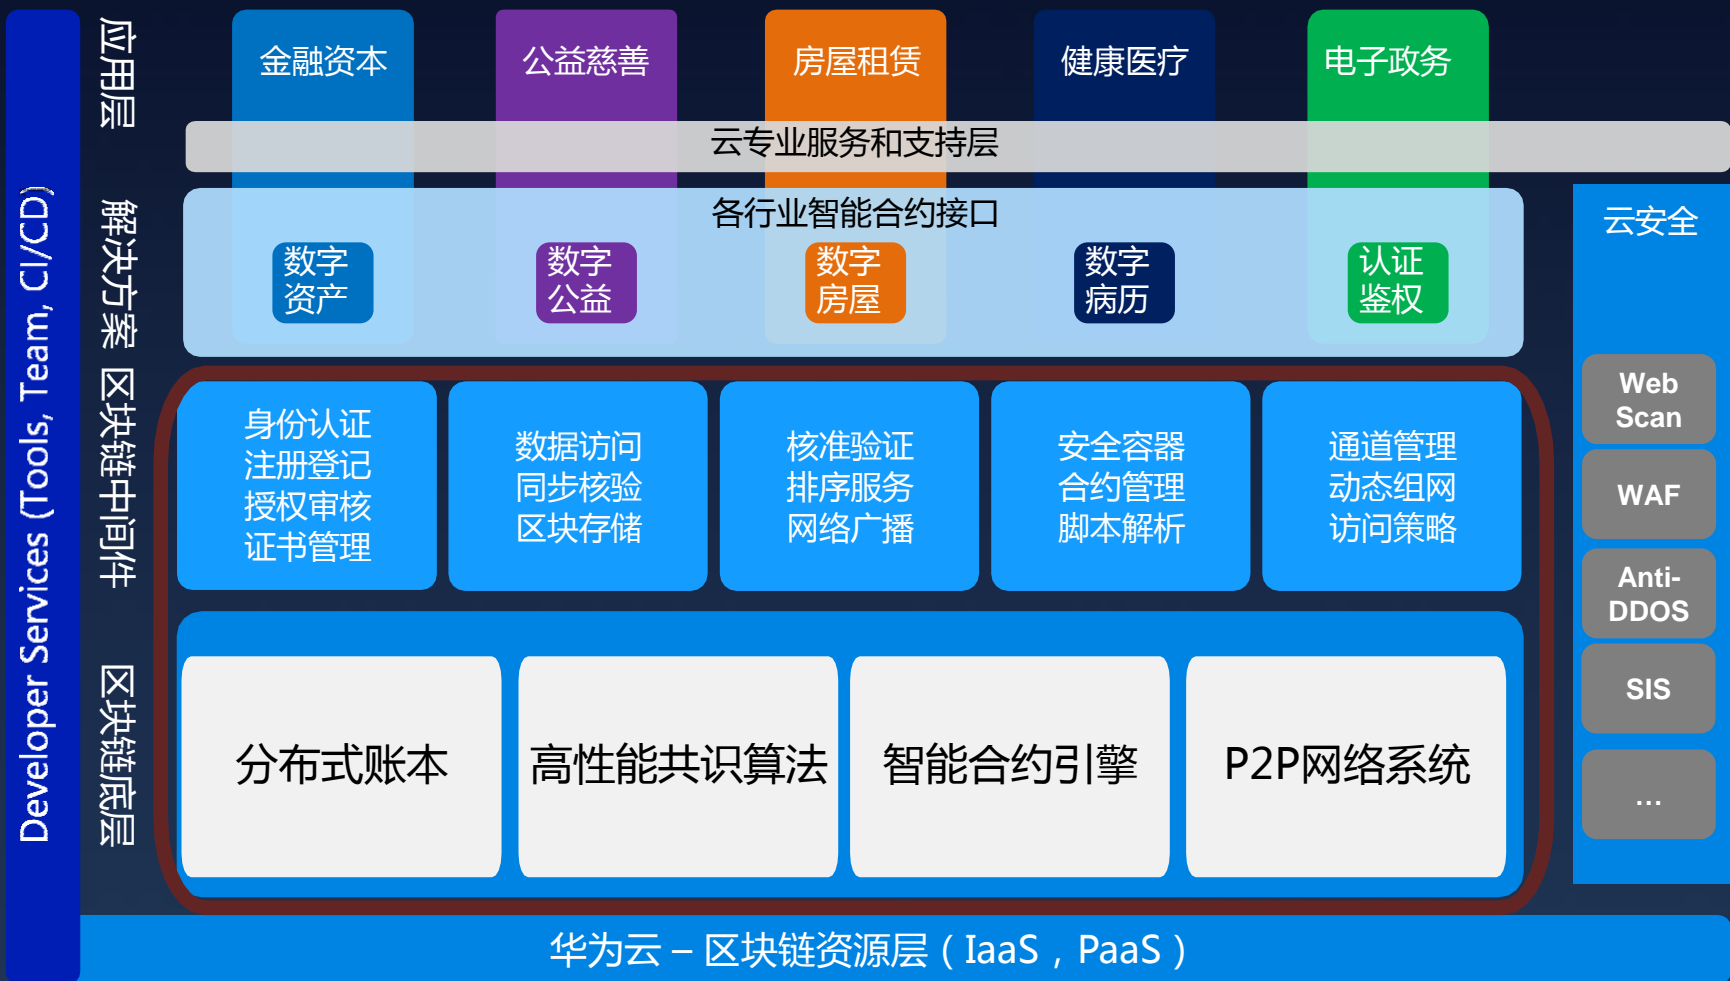 Developer Services (Tools, Team, CI/CD)
应用层
金融资本
公益慈善
房屋租赁
健康医疗
电子政务
云专业服务和支持层
解决方案
各行业智能合约接口
数字
资产
数字
公益
数字
房屋
数字
病历
认证
鉴权
区块链中间件
身份认证
注册登记
授权审核
证书管理
数据访问
同步核验
区块存储
核准验证
排序服务
网络广播
安全容器
合约管理
脚本解析
通道管理
动态组网
访问策略
区块链底层
分布式账本
高性能共识算法
智能合约引擎
P2P网络系统
云安全
Web
Scan
WAF
Anti-
DDOS
SIS
...
华为云 – 区块链资源层（IaaS，PaaS）